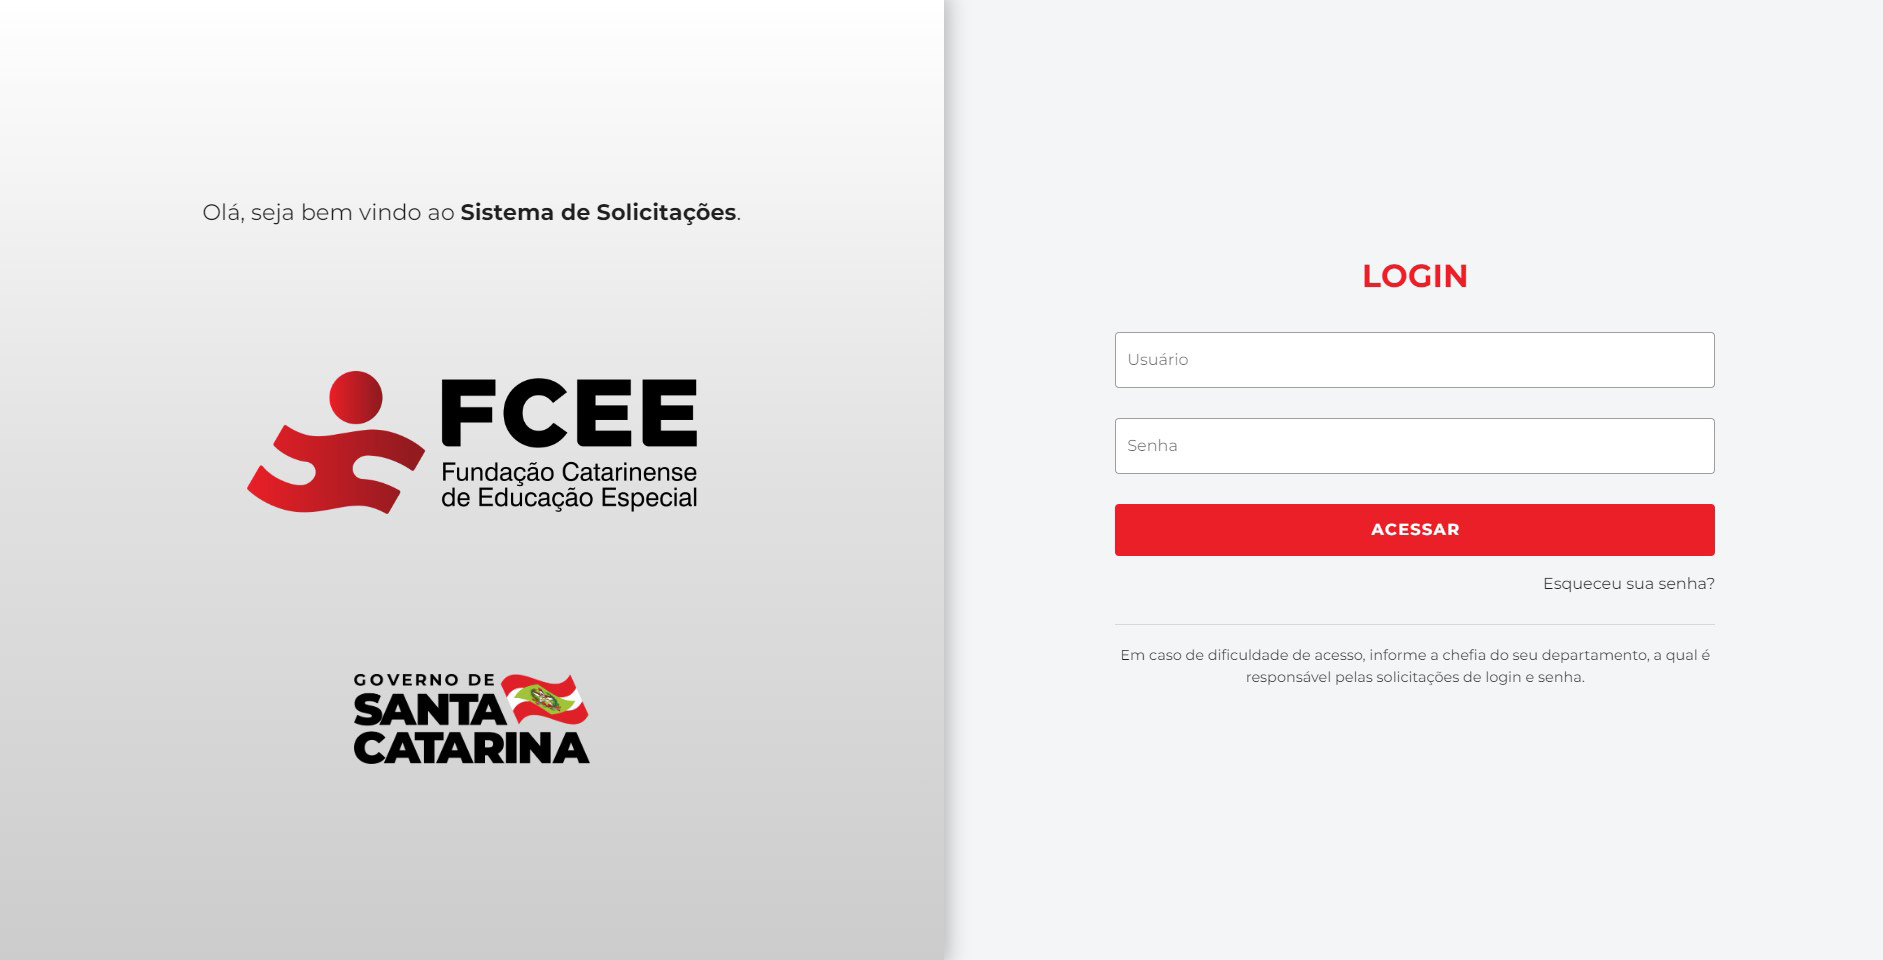 Olá, seja bem vindo ao Sistema de Solicitações.
FCEE
Fundação Catarinense
de Educação Especial
GOVERNO DE
SANTA
CATARINA
LOGIN
Usuário
Senha
ACESSAR
Esqueceu sua senha?
Em caso de dificuldade de acesso, informe a chefia do seu departamento, a qual é
responsável pelas solicitações de login e senha.